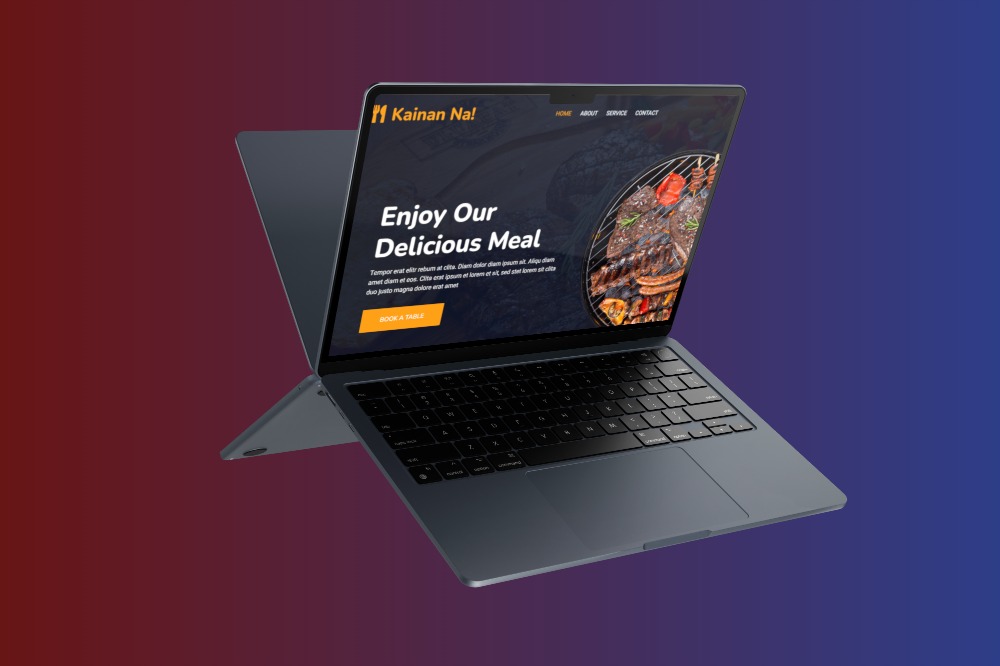 Kainan Na!
HOME ABOUT SERVICE CONTACT
Enjoy Our
Delicious Meal
Tempor erat elitr rebum at clita. Diam dolor diam ipsum sit. Aliqu diam
amet diam et eos. Clita erat ipsum et lorem et sit, sed stet lorem sit clita
duo justo magna dolore erat amet
BOOK A TABLE